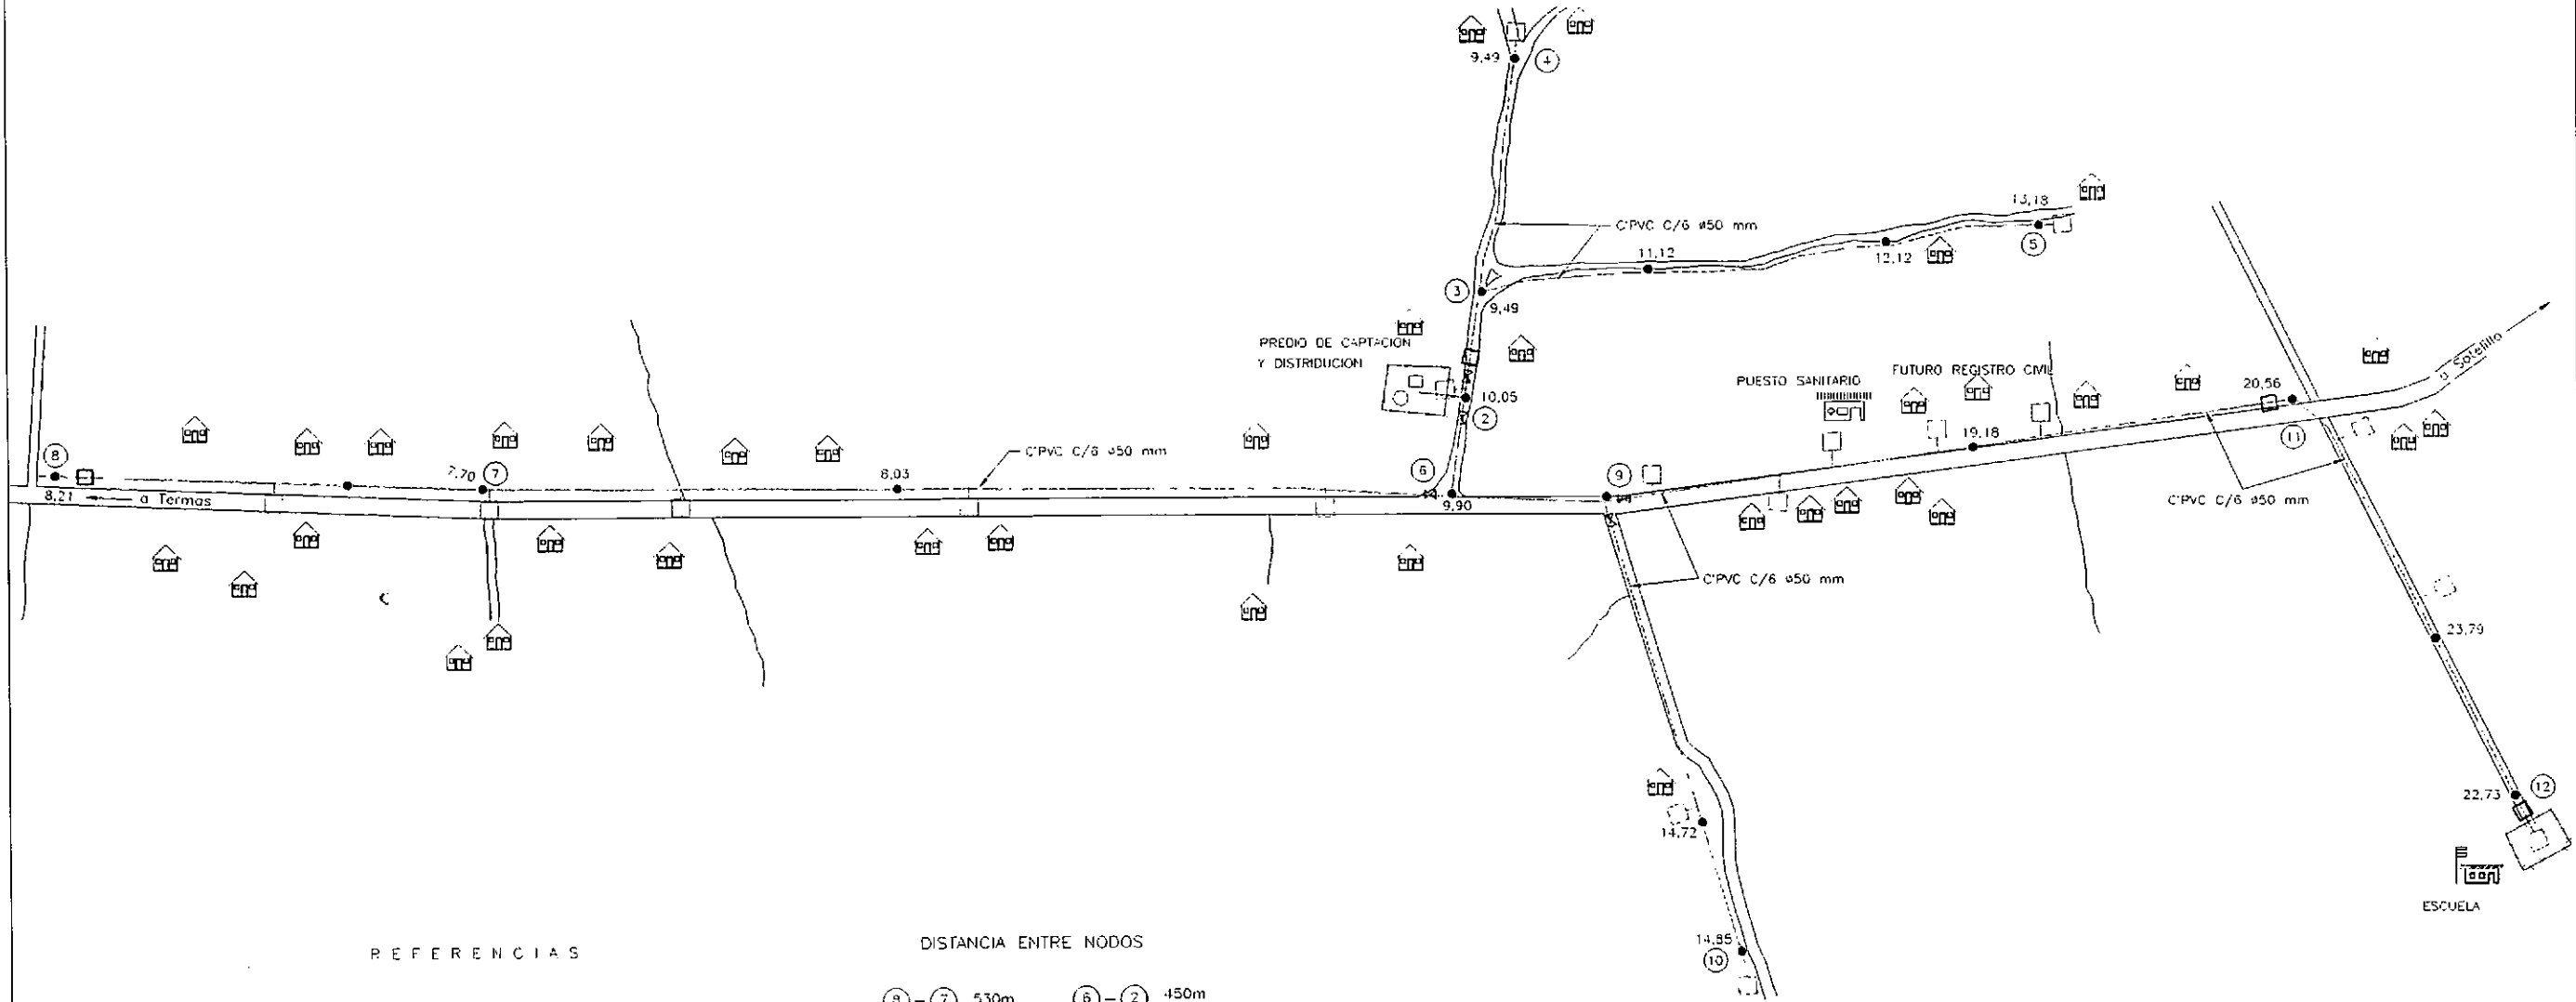 9,49
4
13,18
C'PVC C/6 ø50 mm
5
11,12
12,12
3
9,49
PREDIO DE CAPTACION
Y DISTRIBUCION
a Sotelillo
FUTURO REGISTRO CIVIL
PUESTO SANITARIO
20,56
10,05
2
11
19,18
8
7,70
7
8,03
C'PVC C/6 ø50 mm
6
9
8,21
a Termas
9,90
C'PVC C/6 ø50 mm
C'PVC C/6 ø50 mm
23,79
22,73
12
14,72
ESCUELA
14,85
10
REFERENCIAS
DISTANCIA ENTRE NODOS
8 - 7 530m 6 - 2 450m